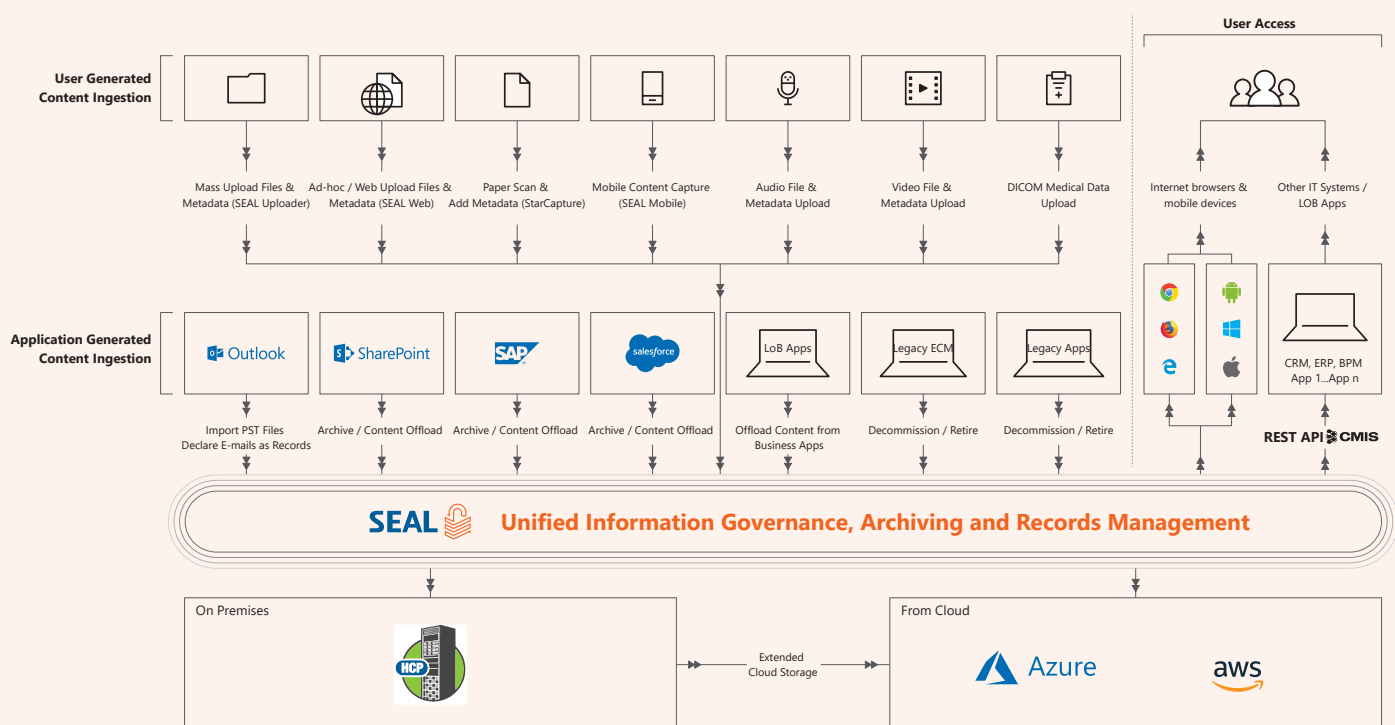 User Access
User Generated
Content Ingestion
Mass Upload Files &
Metadata (SEAL Uploader)
Ad-hoc / Web Upload Files &
Metadata (SEAL Web)
Paper Scan &
Add Metadata (StarCapture)
Mobile Content Capture
(SEAL Mobile)
Audio File &
Metadata Upload
Video File &
Metadata Upload
DICOM Medical Data
Upload
Internet browsers &
mobile devices
Other IT Systems /
LOB Apps
Application Generated
Content Ingestion
Outlook
SharePoint
SAP
salesforce
LoB Apps
Legacy ECM
Legacy Apps
CRM, ERP, BPM
App 1...App n
Import PST Files
Declare E-mails as Records
Archive / Content Offload
Archive / Content Offload
Archive / Content Offload
Offload Content from
Business Apps
Decommission / Retire
Decommission / Retire
REST API CMIS
SEAL Unified Information Governance, Archiving and Records Management
On Premises
HCP
Extended
Cloud Storage
From Cloud
Azure
aws